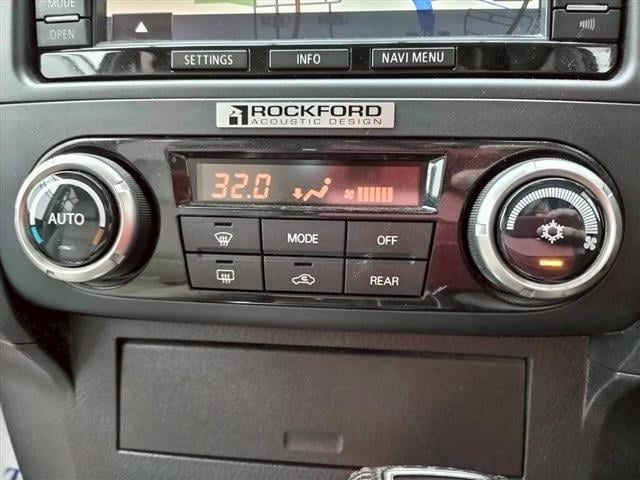 MODE
OPEN
SETTINGS
INFO
NAVI MENU
ROCKFORD
ACOUSTIC DESIGN
AUTO
32.0
MODE
OFF
REAR